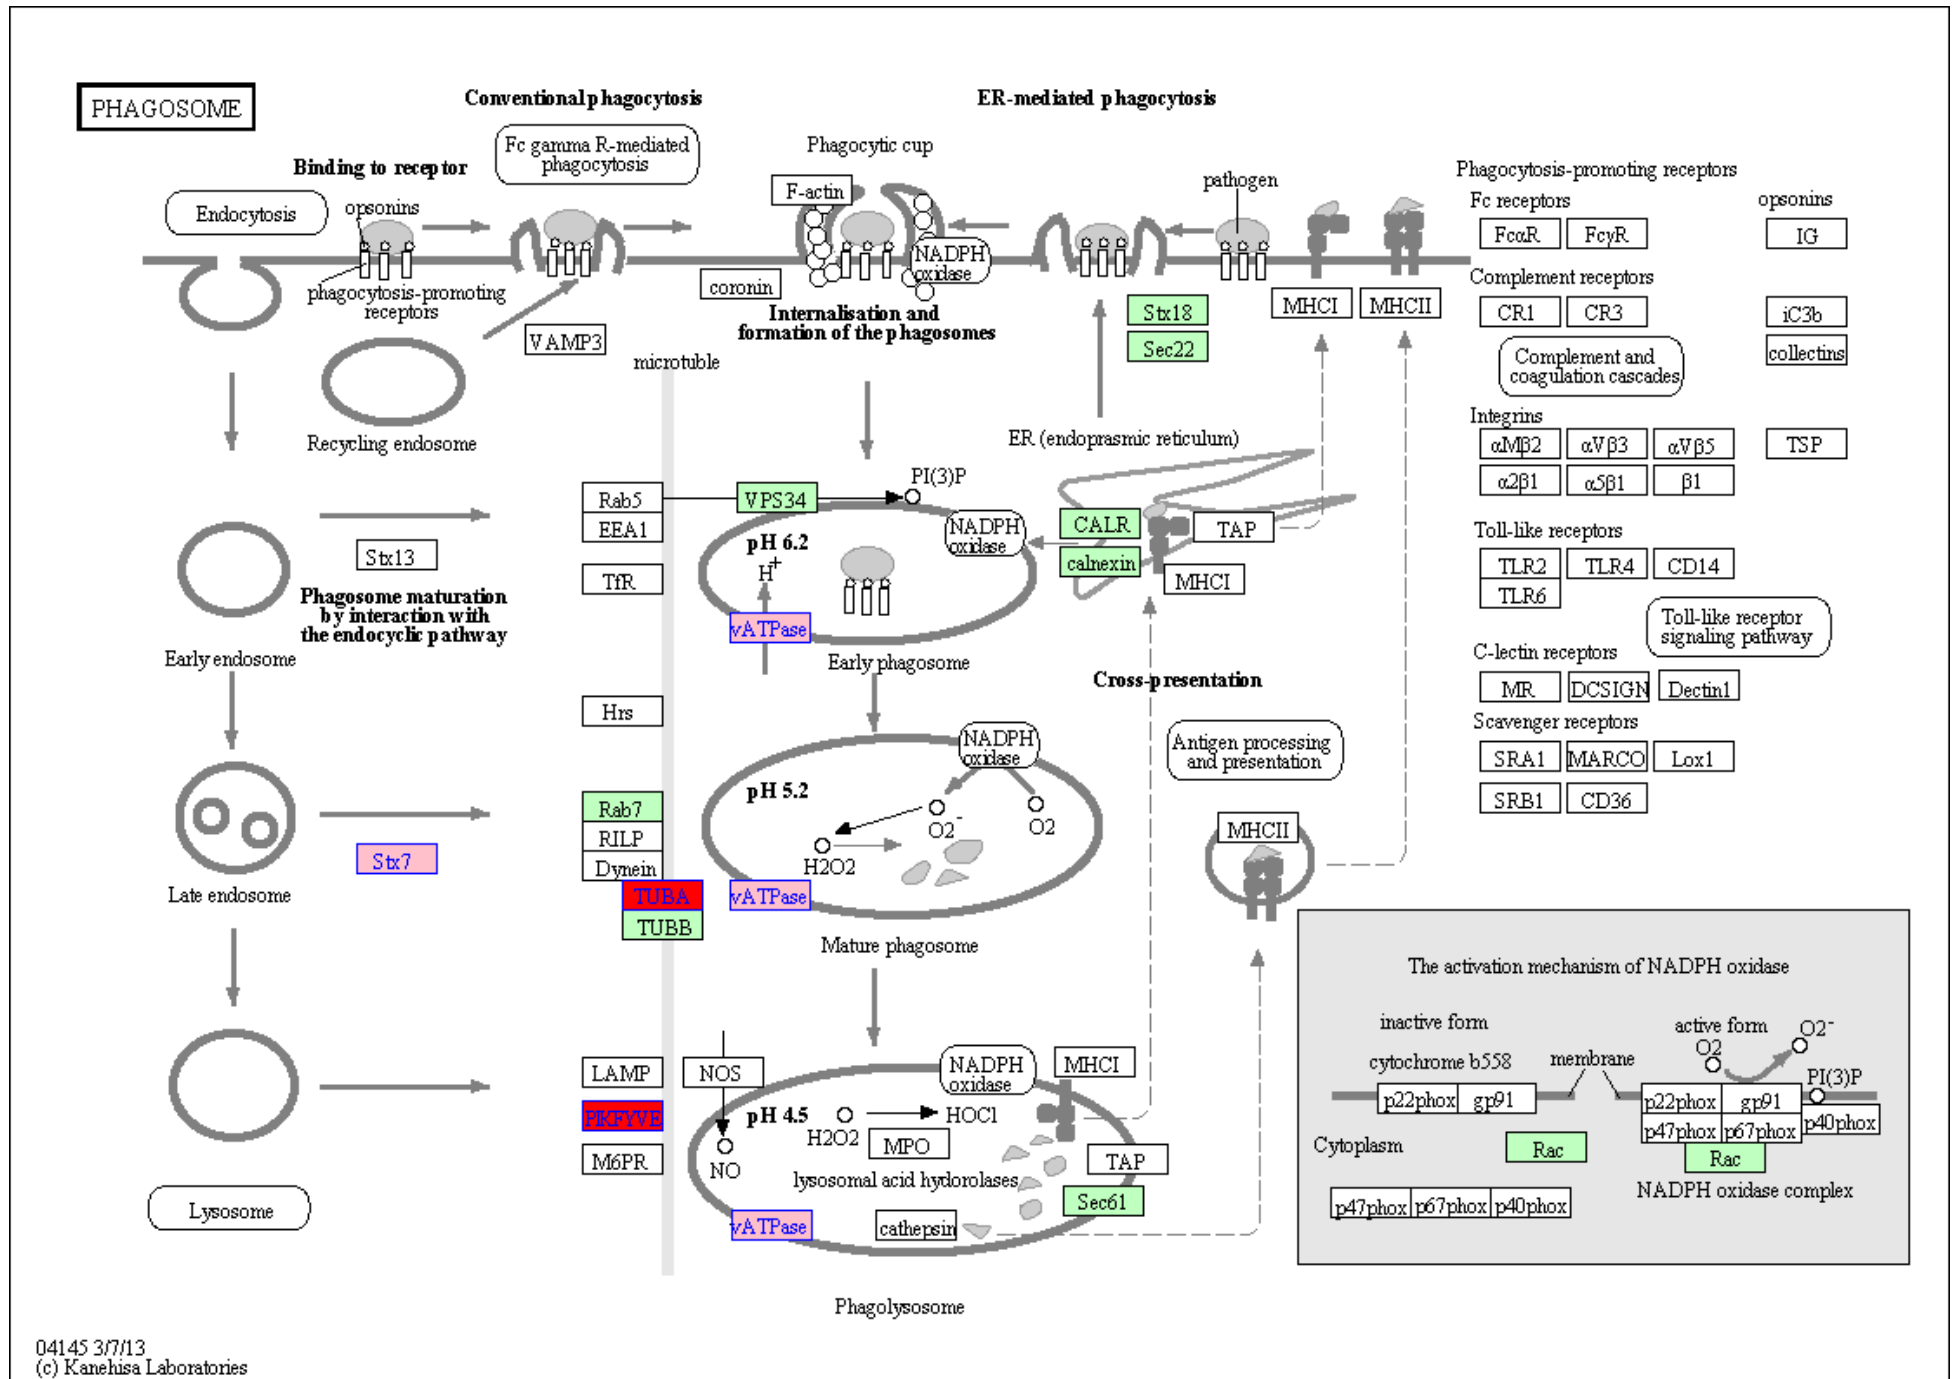 PHAGOSOME
Conventional phagocytosis
ER-mediated phagocytosis
Fc gamma R-mediated
phagocytosis
Phagocytic cup
Binding to receptor
F-actin
pathogen
Endocytosis
opsonins
NADPH
oxidase
phagocytosis-promoting
receptors
coronin
Internalisation and
formation of the phagosomes
VAMP3
microtuble
Stx18
Sec22
MHCI
MHCII
Recycling endosome
ER (endoprasmic reticulum)
Rab5
EEA1
VPS34
PI(3)P
NADPH
oxidase
CALR
calnexin
TAP
MHCI
Stx13
TfR
pH 6.2
H+
vATPase
Phagosome maturation
by interaction with
the endocyclic pathway
Early endosome
Early phagosome
Cross-presentation
Hrs
NADPH
oxidase
Antigen processing
and presentation
pH 5.2
O2-
O2
H2O2
Rab7
RILP
Dynein
TUBA
TUBB
Stx7
vATPase
MHCII
Late endosome
Mature phagosome
LAMP
PIKFYVE
M6PR
NOS
NADPH
oxidase
MHCI
pH 4.5
H2O2
HOCl
MPO
NO
TAP
lysosomal acid hydorolases
Sec61
vATPase
cathepsin
Lysosome
Phagolysosome
Phagocytosis-promoting receptors
Fc receptors
opsonins
FcαR
FcγR
IG
Complement receptors
CR1
CR3
iC3b
collectins
Complement and
coagulation cascades
Integrins
αMβ2
αVβ3
αVβ5
TSP
α2β1
α5β1
β1
Toll-like receptors
TLR2
TLR4
CD14
TLR6
Toll-like receptor
signaling pathway
C-lectin receptors
MR
DCSIGN
Dectin1
Scavenger receptors
SRA1
MARCO
Lox1
SRB1
CD36
The activation mechanism of NADPH oxidase
inactive form
active form
O2-
O2
cytochrome b558
membrane
PI(3)P
p22phox
gp91
p22phox
gp91
p47phox
p67phox
p40phox
Cytoplasm
Rac
Rac
NADPH oxidase complex
p47phox
p67phox
p40phox
04145 3/7/13
(c) Kanehisa Laboratories